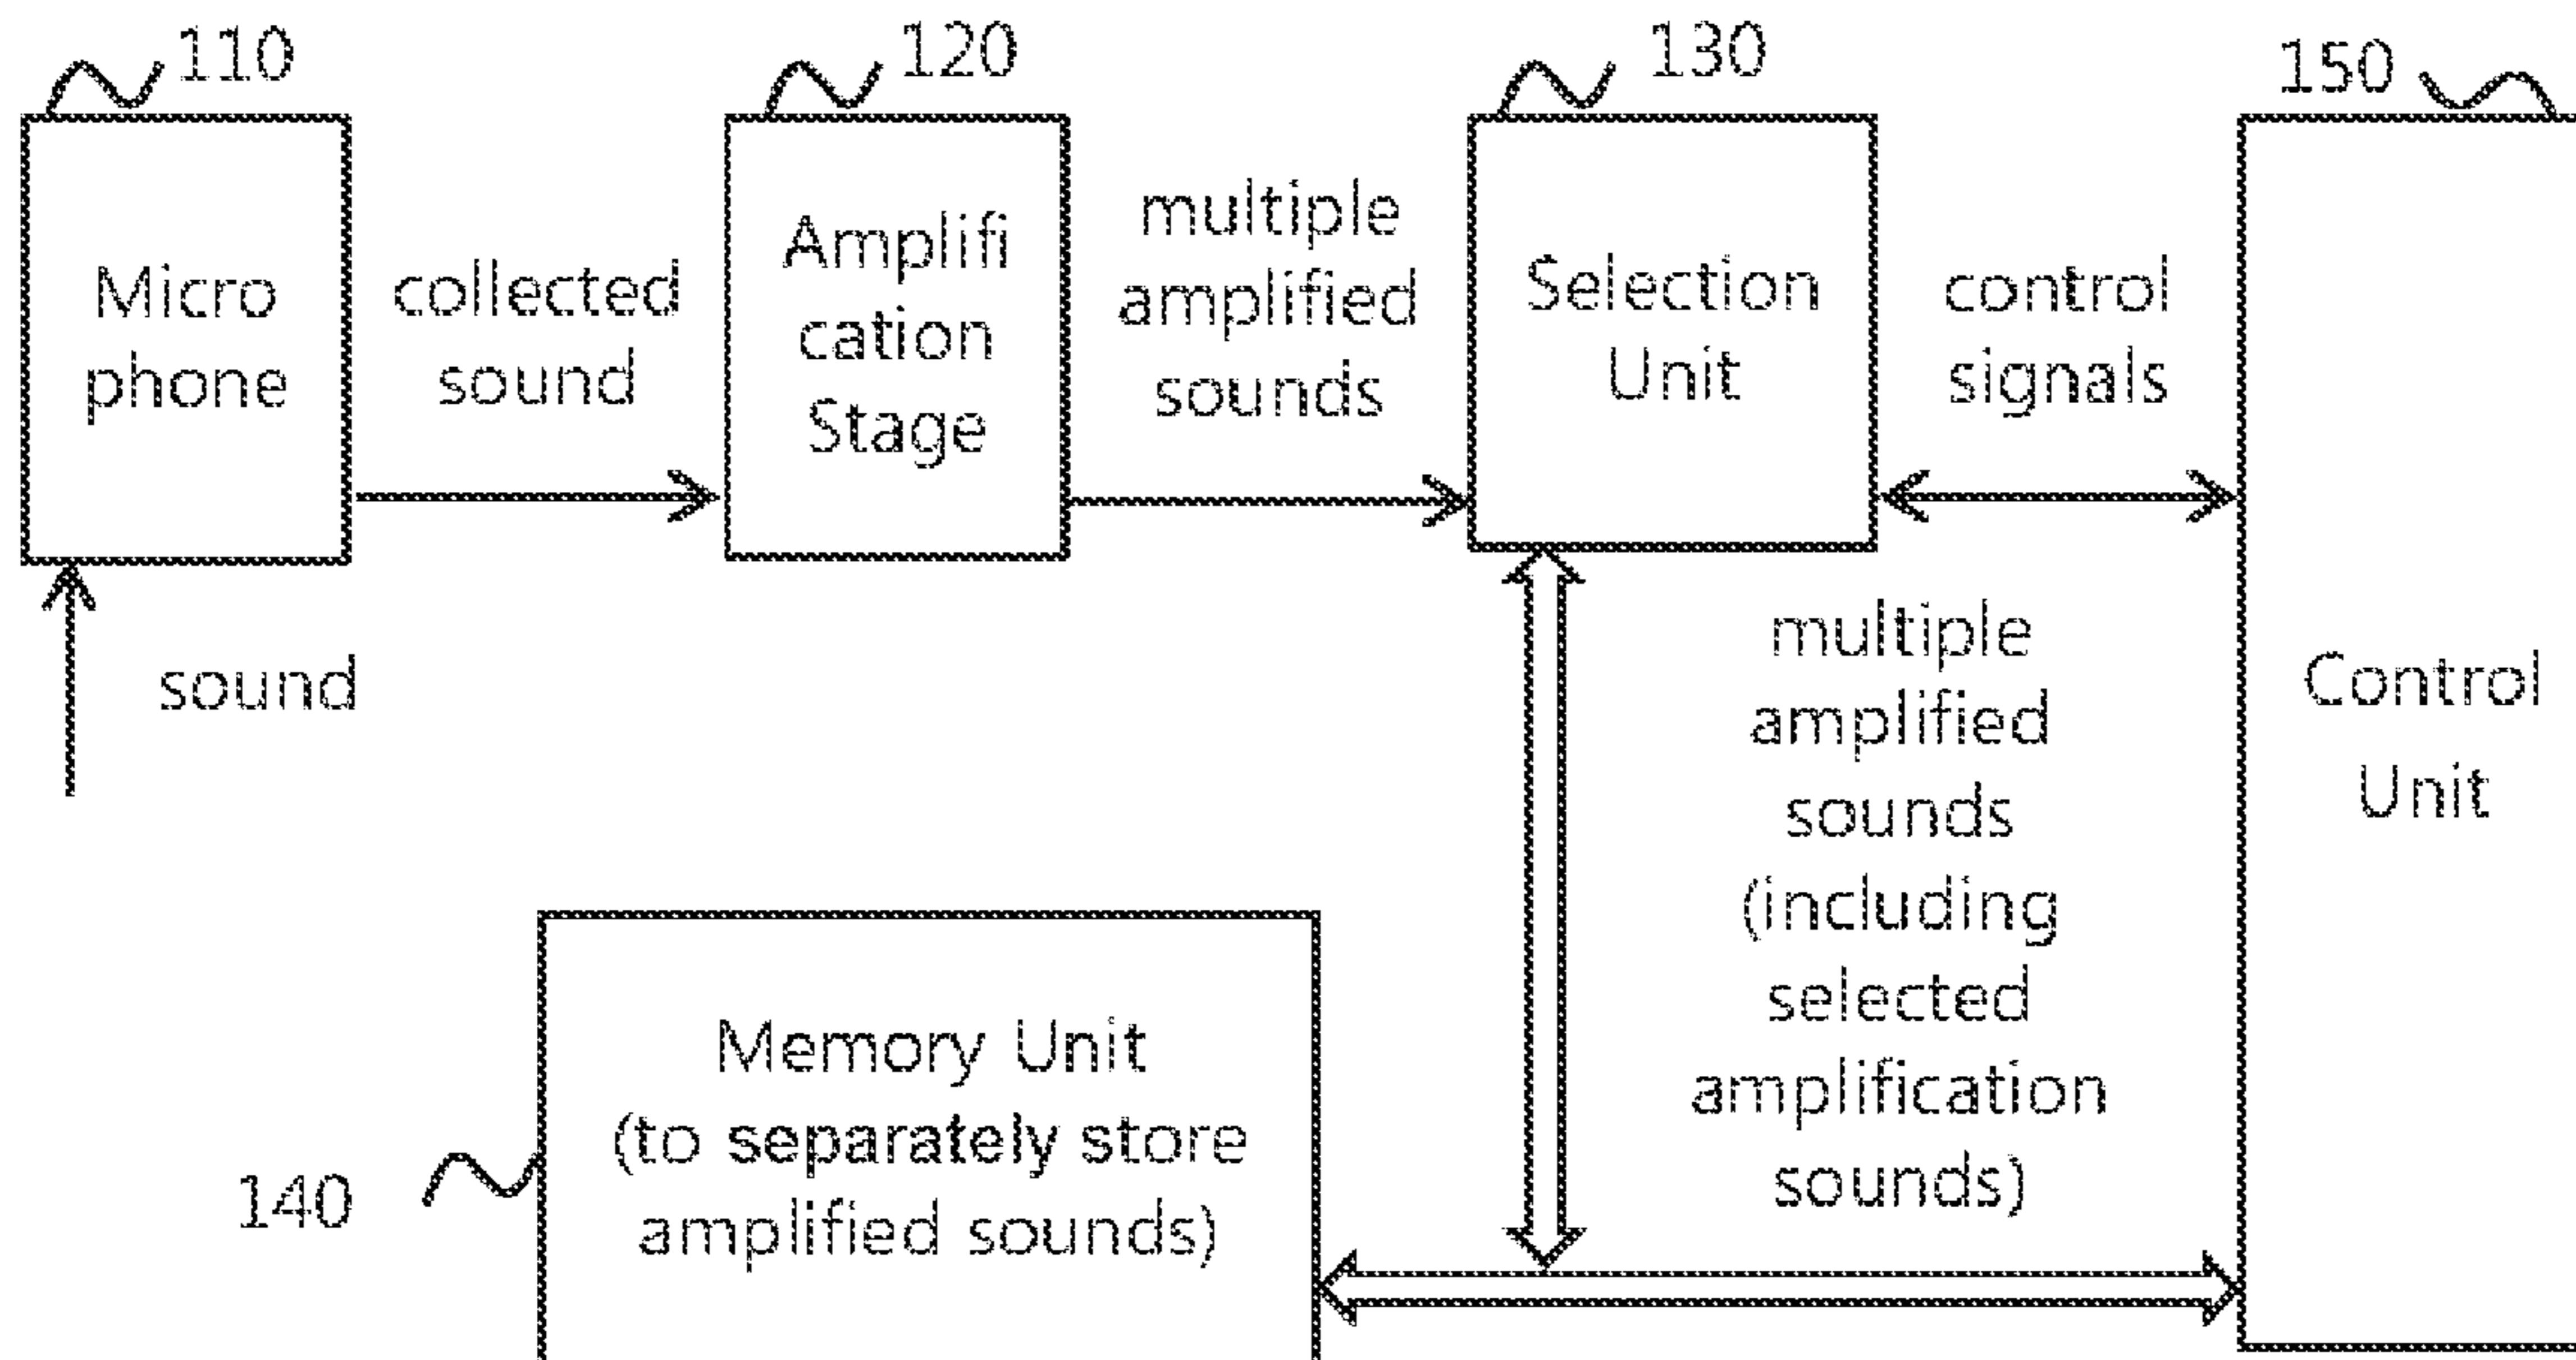 110
120
130
150
Micro
phone
collected
sound
Amplifi
cation
Stage
multiple
amplified
sounds
Selection
Unit
control
signals
sound
multiple
amplified
sounds
(including
selected
amplification
sounds)
Control
Unit
Memory Unit
(to separately store
amplified sounds)
140